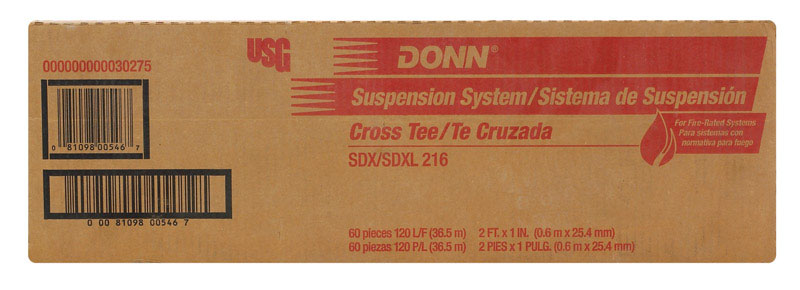 000000000030275
0 81098 00546 7
0 00 81098 00546 7
USG
DONN®
Suspension System/Sistema de Suspensión
Cross Tee/Te Cruzada
SDX/SDXL 216
For Fire-Rated Systems
Para sistemas con
normativa para fuego
60 pieces 120 L/F (36.5 m) 2 FT. x 1 IN. (0.6 m x 25.4 mm)
60 piezas 120 P/L (36.5 m) 2 PIES x 1 PULG. (0.6 m x 25.4 mm)